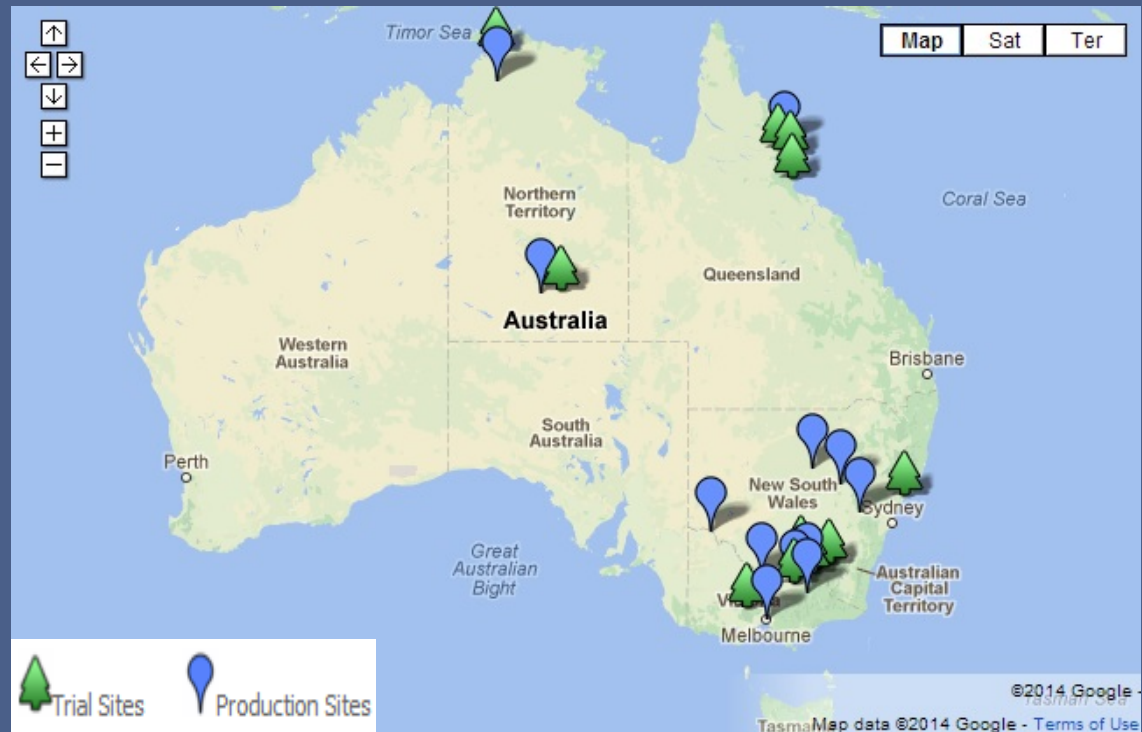 Timor Sea
Map
Sat
Ter
Northern
Territory
Coral Sea
Queensland
Australia
Western
Australia
Brisbane
South
Australia
Perth
New South
Wales
Sydney
Great
Australian
Bight
Australian
Capital
Territory
Melbourne
Trial Sites
Production Sites
©2014 Google -
Tasman Sea
Map data ©2014 Google - Terms of Use